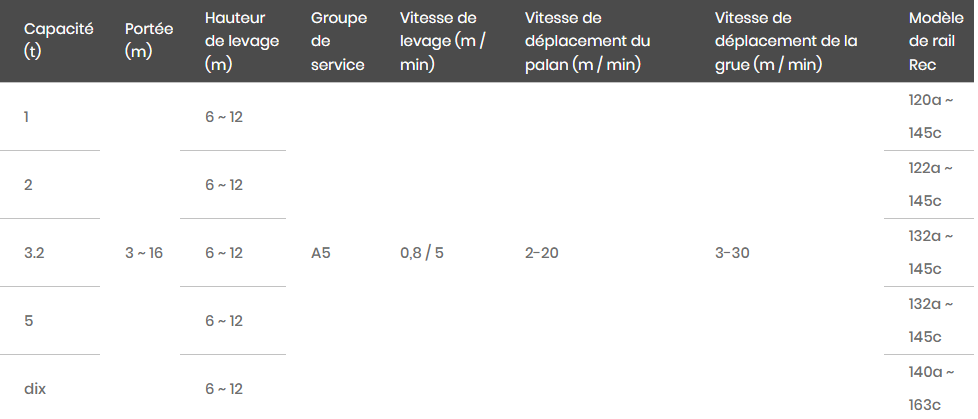 Capacité
(t)
Portée
(m)
Hauteur
de levage
(m)
Groupe
de
service
Vitesse de
levage (m /
min)
Vitesse de
déplacement du
palan (m / min)
Vitesse de
déplacement de la
grue (m / min)
Modèle
de rail
Rec
1
6 ~ 12
120a ~
145c
2
6 ~ 12
122a ~
145c
3.2
3 ~ 16
6 ~ 12
A5
0,8 / 5
2-20
3-30
132a ~
145c
5
6 ~ 12
132a ~
145c
dix
6 ~ 12
140a ~
163c